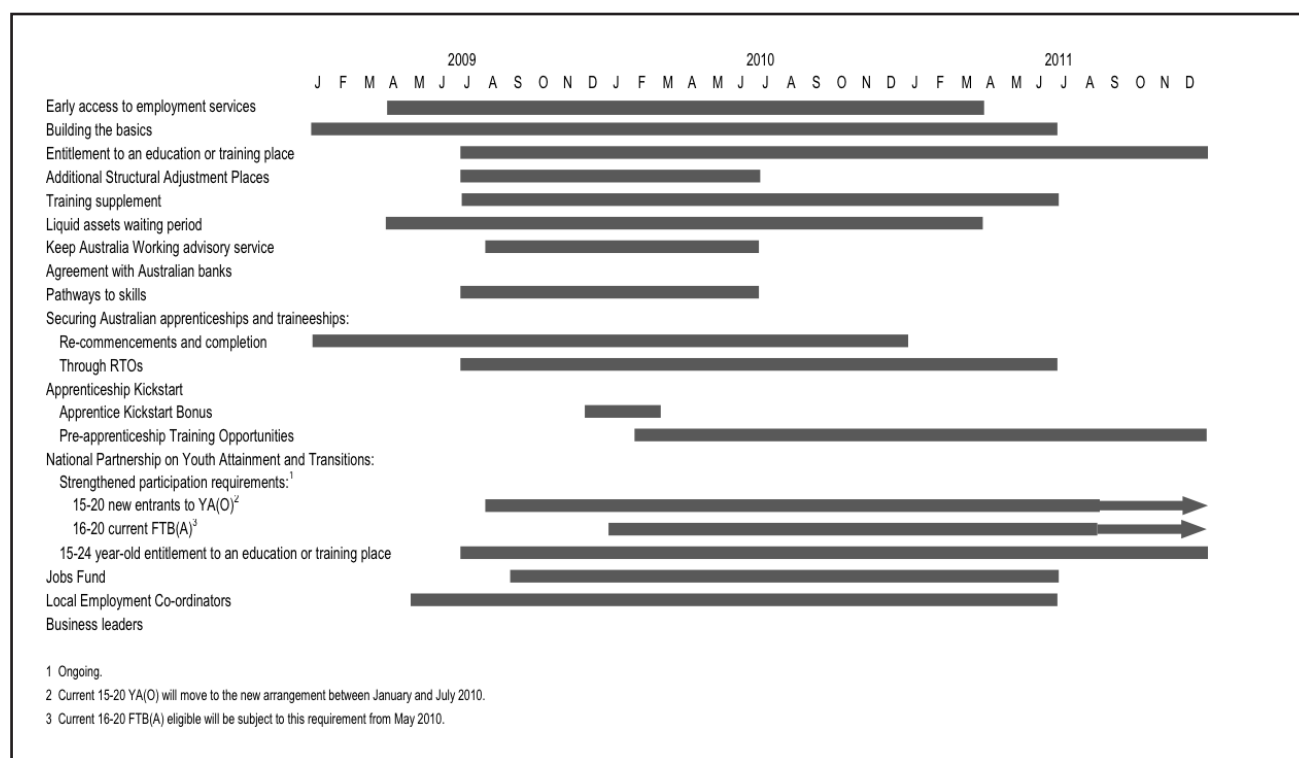 2009 2010 2011
J F M A M J J A S O N D J F M A M J J A S O N D J F M A M J J A S O N D
Early access to employment services
Building the basics
Entitlement to an education or training place
Additional Structural Adjustment Places
Training supplement
Liquid assets waiting period
Keep Australia Working advisory service
Agreement with Australian banks
Pathways to skills
Securing Australian apprenticeships and traineeships:
Re-commencements and completion
Through RTOs
Apprenticeship Kickstart
Apprentice Kickstart Bonus
Pre-apprenticeship Training Opportunities
National Partnership on Youth Attainment and Transitions:
Strengthened participation requirements:1
15-20 new entrants to YA(O)2
16-20 current FTB(A)3
15-24 year-old entitlement to an education or training place
Jobs Fund
Local Employment Co-ordinators
Business leaders
1 Ongoing.
2 Current 15-20 YA(O) will move to the new arrangement between January and July 2010.
3 Current 16-20 FTB(A) eligible will be subject to this requirement from May 2010.